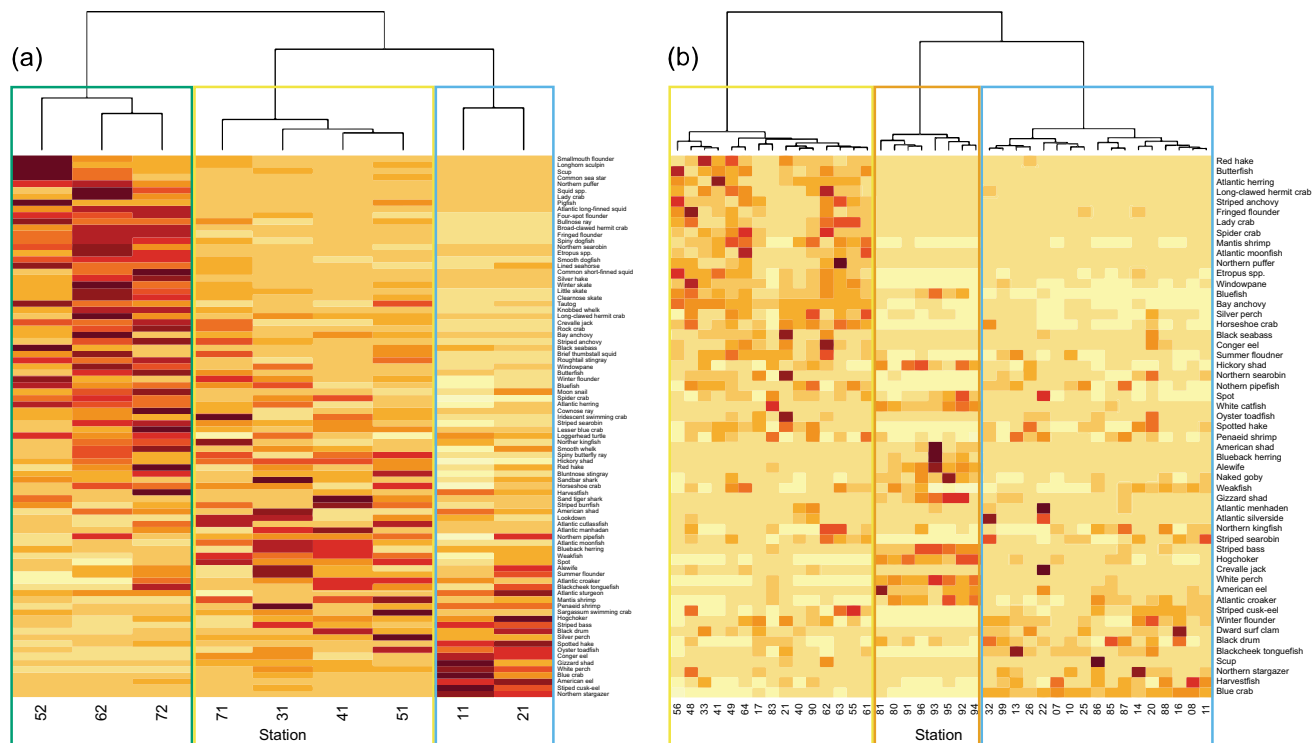 (a)
Smallmouth flounder
Longhorn sculpin
Scup
Common sea star
Northern puffer
Squid spp.
Lady crab
Pigfish
Atlantic long-finned squid
Four-spot flounder
Bullnose ray
Broad-clawed hermit crab
Fringed flounder
Spiny dogfish
Northern searobin
Etropus spp.
Smooth dogfish
Lined seahorse
Common short-finned squid
Silver hake
Winter skate
Little skate
Clearnose skate
Tautog
Knobbed whelk
Long-clawed hermit crab
Crevalle jack
Rock crab
Bay anchovy
Striped anchovy
Black seabass
Brief thumbstall squid
Roughtail stingray
Windowpane
Butterfish
Winter flounder
Bluefish
Moon snail
Spider crab
Atlantic herring
Cownose ray
Iridescent swimming crab
Striped searobin
Lesser blue crab
Loggerhead turtle
Norther kingfish
Smooth whelk
Spiny butterfly ray
Hickory shad
Red hake
Bluntnose stingray
Sandbar shark
Horseshoe crab
Harvestfish
Sand tiger shark
Striped burrfish
American shad
Lookdown
Atlantic cutlassfish
Atlantic manhadan
Northern pipefish
Atlantic moonfish
Blueback herring
Weakfish
Spot
Alewife
Summer flounder
Atlantic croaker
Blackcheek tonguefish
Atlantic sturgeon
Mantis shrimp
Penaeid shrimp
Sargassum swimming crab
Hogchoker
Striped bass
Black drum
Silver perch
Spotted hake
Oyster toadfish
Conger eel
Gizzard shad
White perch
Blue crab
American eel
Striped cusk-eel
Northern stargazer
52 62 72 71 31 41 51 11 21
Station
(b)
Red hake
Butterfish
Atlantic herring
Long-clawed hermit crab
Striped anchovy
Fringed flounder
Lady crab
Spider crab
Mantis shrimp
Atlantic moonfish
Northern puffer
Etropus spp.
Windowpane
Bluefish
Bay anchovy
Silver perch
Horseshoe crab
Black seabass
Conger eel
Summer floudner
Hickory shad
Northern searobin
Nothern pipefish
Spot
White catfish
Oyster toadfish
Spotted hake
Penaeid shrimp
American shad
Blueback herring
Alewife
Naked goby
Weakfish
Gizzard shad
Atlantic menhaden
Atlantic silverside
Northern kingfish
Striped searobin
Striped bass
Hogchoker
Crevalle jack
White perch
American eel
Atlantic croaker
Striped cusk-eel
Winter flounder
Dward surf clam
Black drum
Blackcheek tonguefish
Scup
Northern stargazer
Harvestfish
Blue crab
56 48 33 41 49 64 17 83 21 40 90 62 63 55 61 81 80 91 96 93 95 92 94 32 99 13 26 22 07 10 25 86 85 87 14 20 88 16 08 11
Station